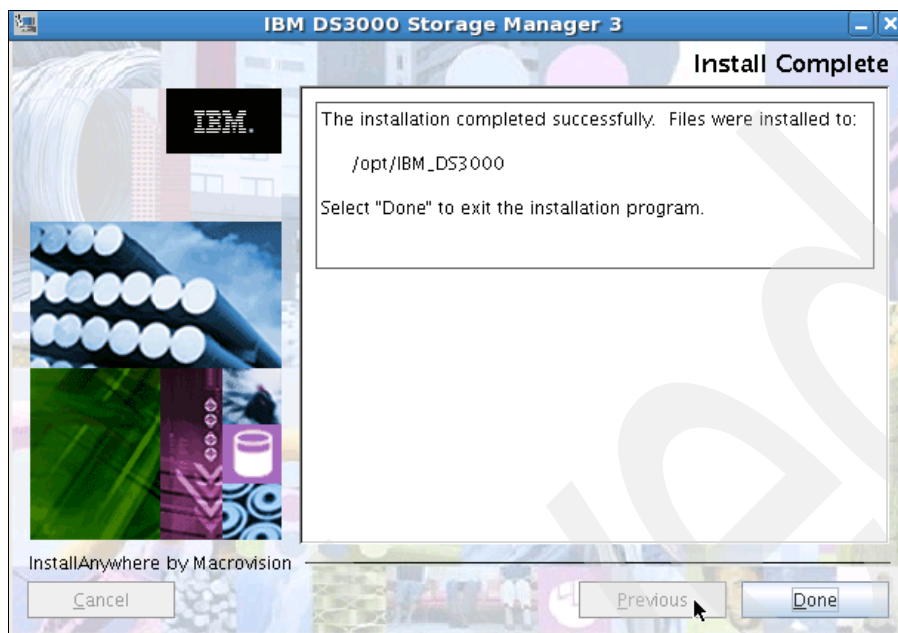 IBM DS3000 Storage Manager 3
Install Complete
IBM.
The installation completed successfully.  Files were installed to:
/opt/IBM_DS3000
Select "Done" to exit the installation program.
InstallAnywhere by Macrovision
Cancel
Previous
Done